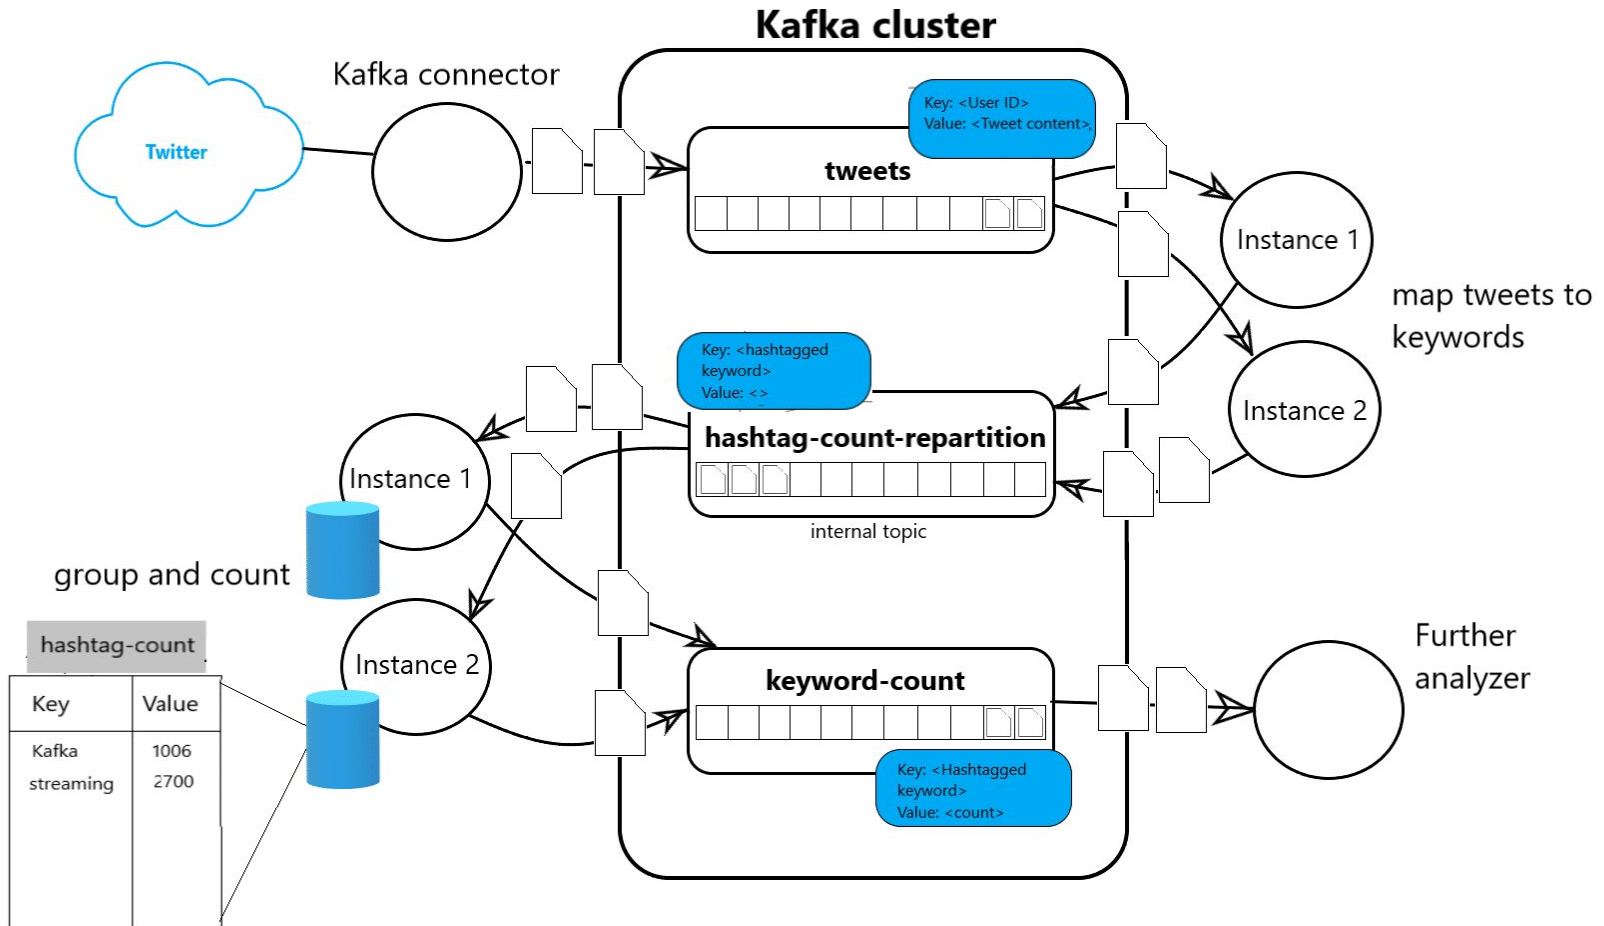 Kafka cluster
Kafka connector
Twitter
Key: <User ID>
Value: <Tweet content>,
tweets
Instance 1
map tweets to
keywords
Instance 2
Key: <hashtagged
keyword>
Value: <>
hashtag-count-repartition
internal topic
Instance 1
group and count
Instance 2
hashtag-count
Key Value
Kafka 1006
streaming 2700
keyword-count
Key: <Hashtagged
keyword>
Value: <count>
Further
analyzer